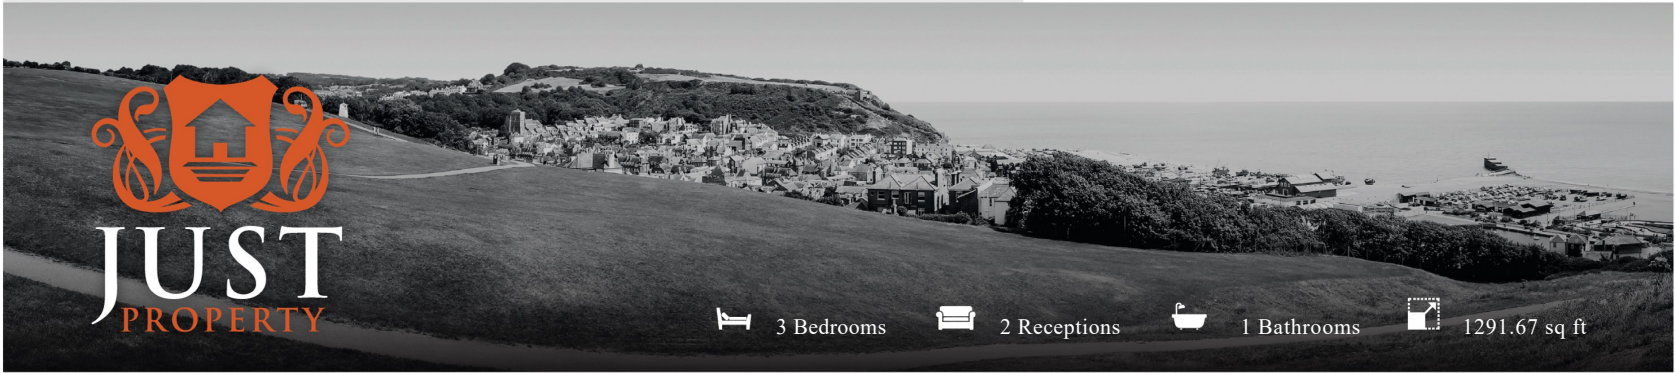 JUST
PROPERTY
3 Bedrooms 2 Receptions 1 Bathrooms 1291.67 sq ft